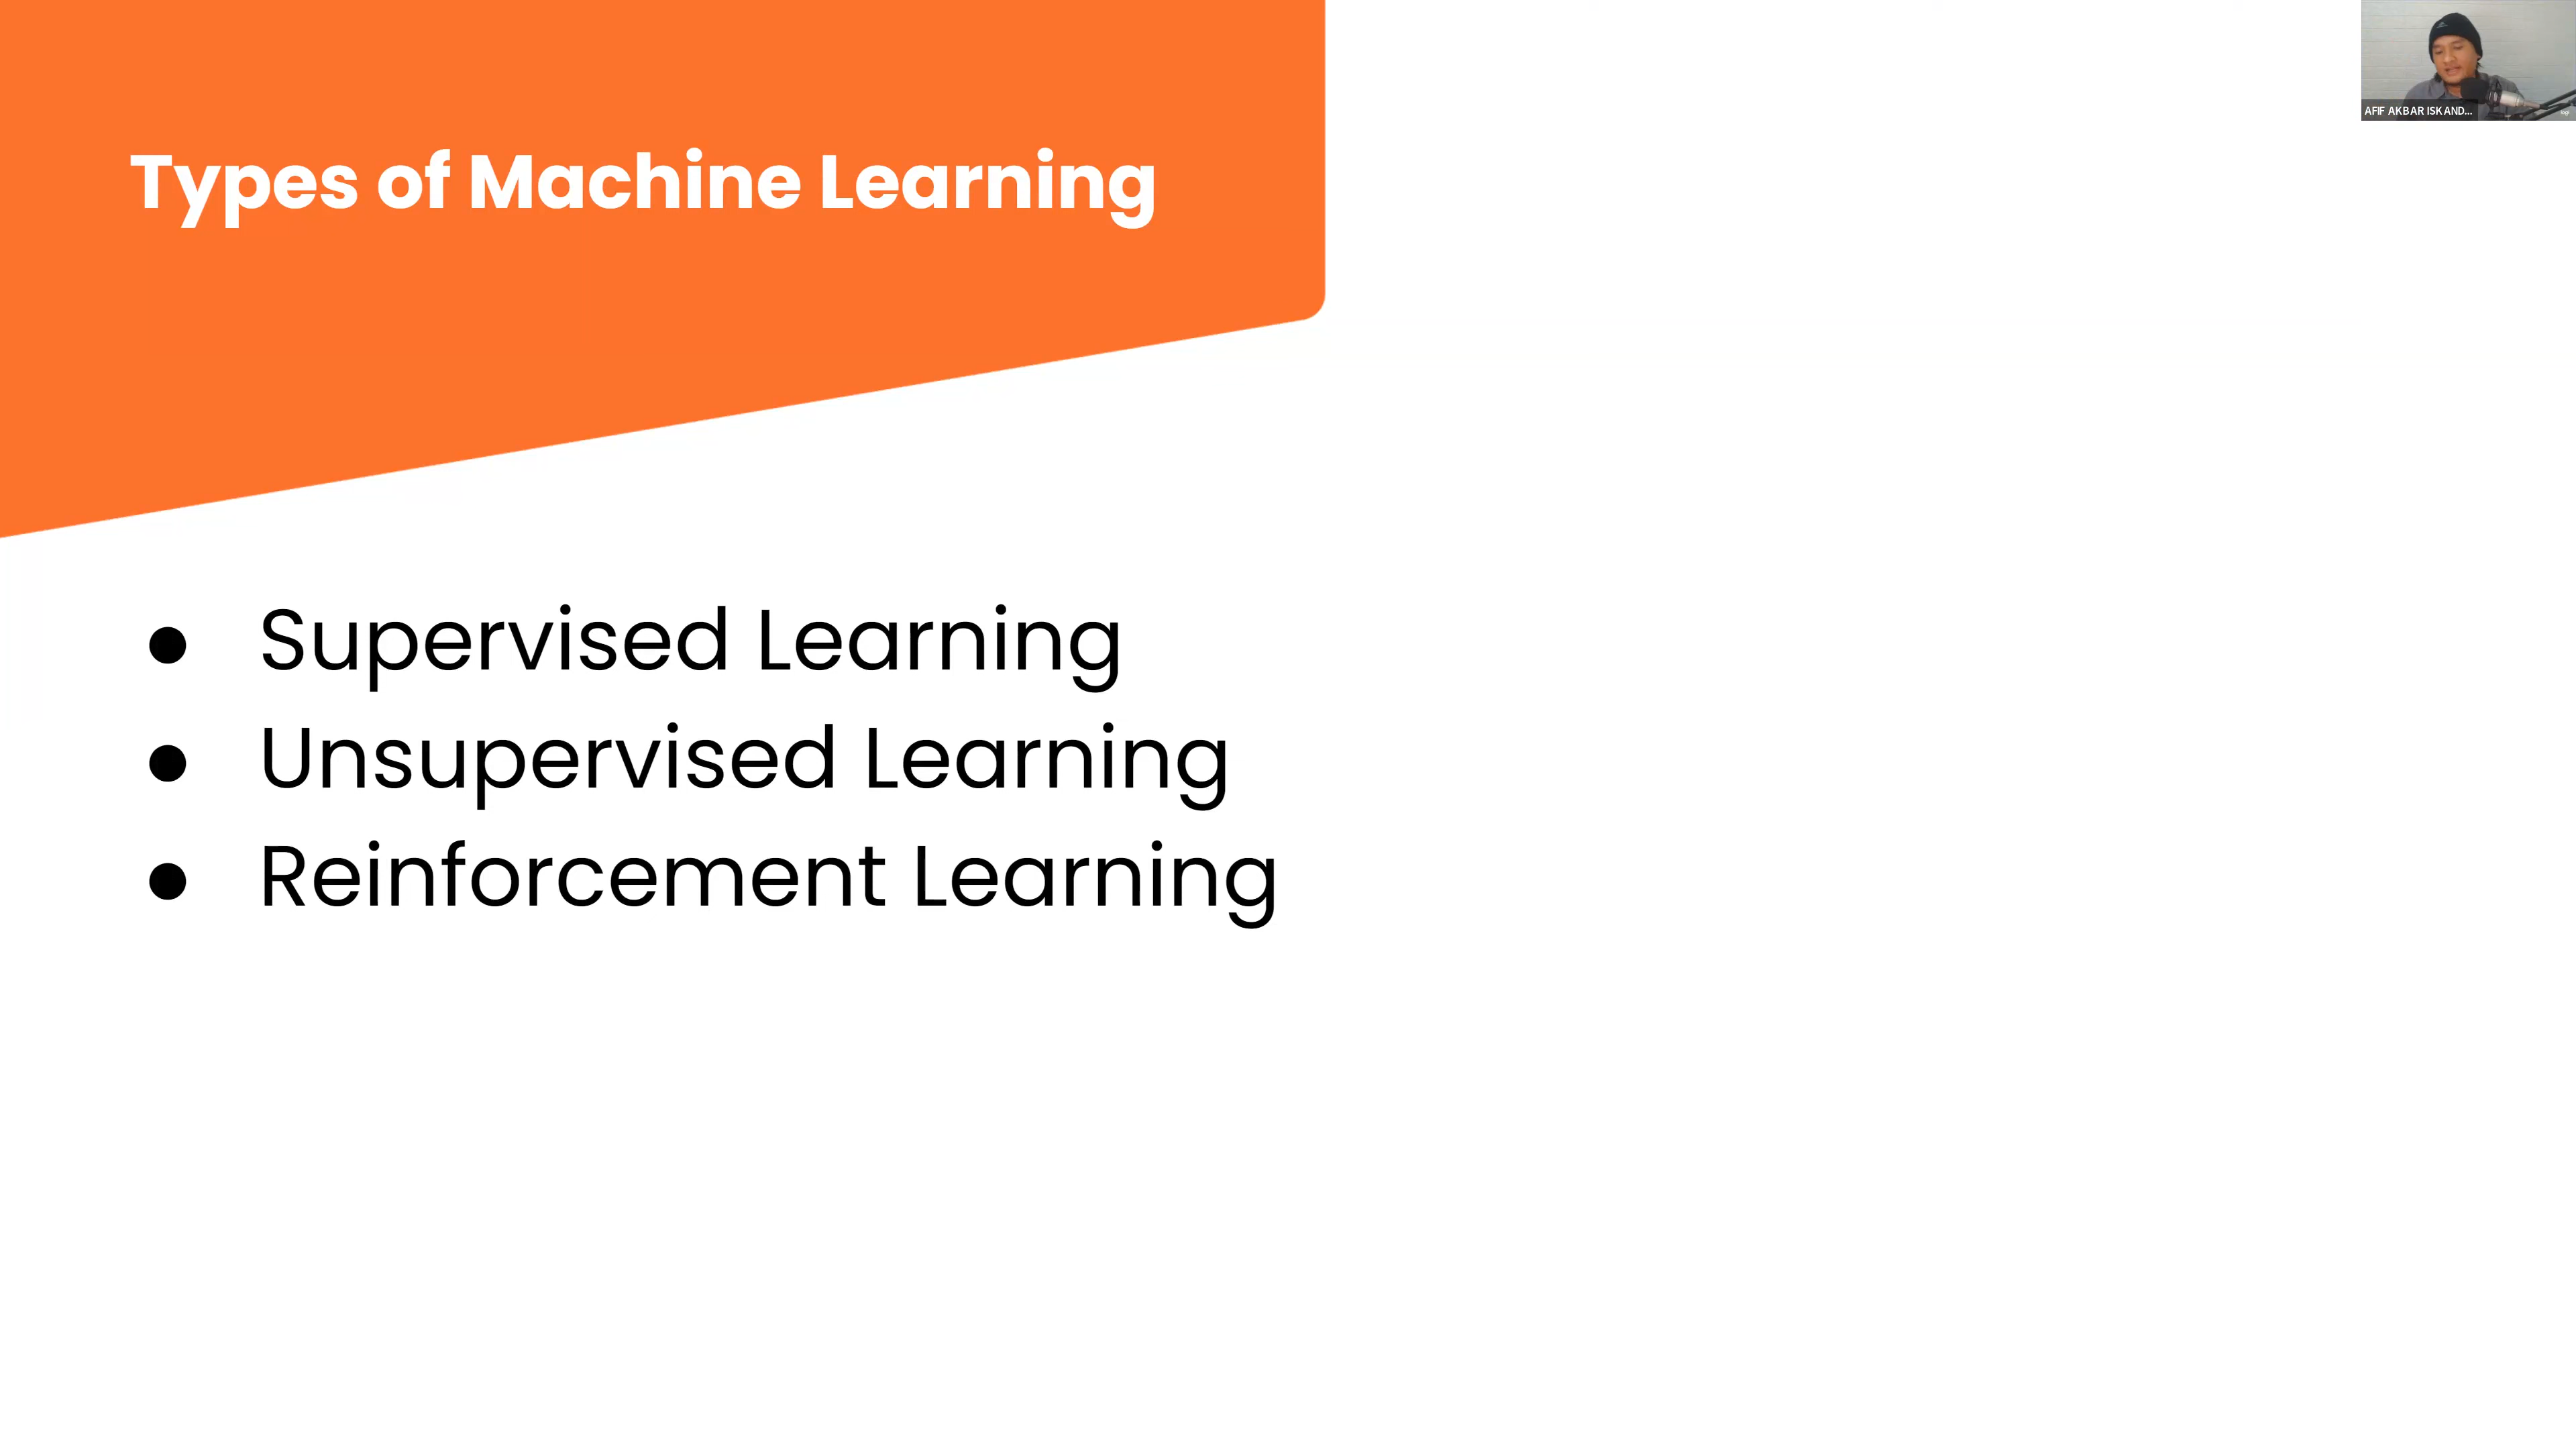 Types of Machine Learning
AFIF AKBAR ISKAND...
● Supervised Learning
● Unsupervised Learning
● Reinforcement Learning